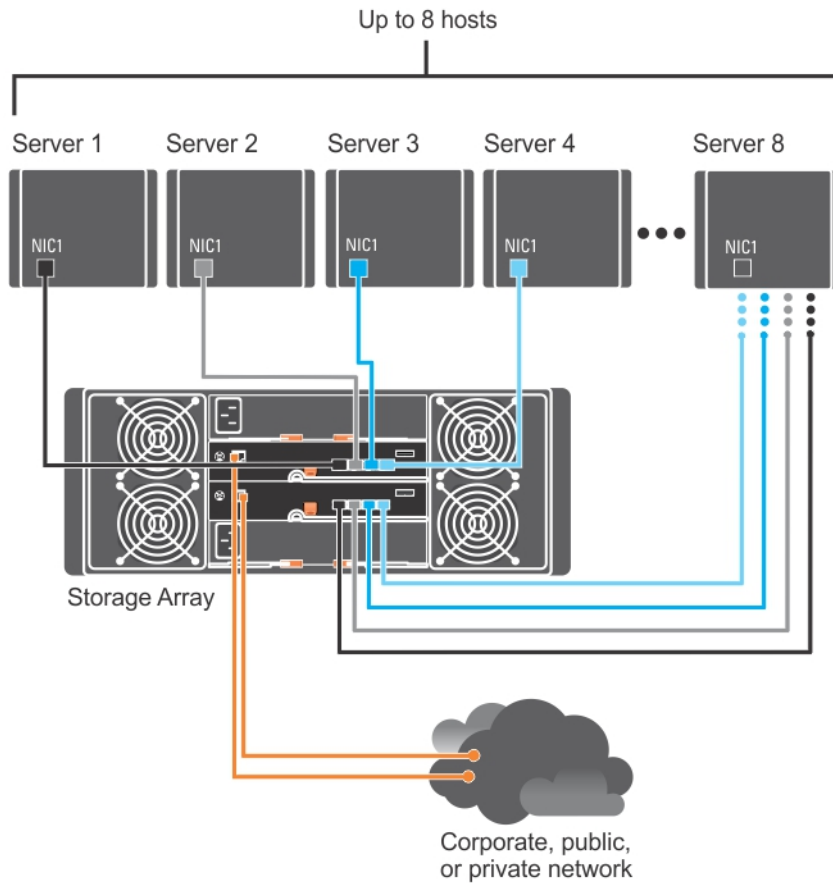 Up to 8 hosts
Server 1
Server 2
Server 3
Server 4
Server 8
NIC1
NIC1
NIC1
NIC1
NIC1
Storage Array
Corporate, public,
or private network